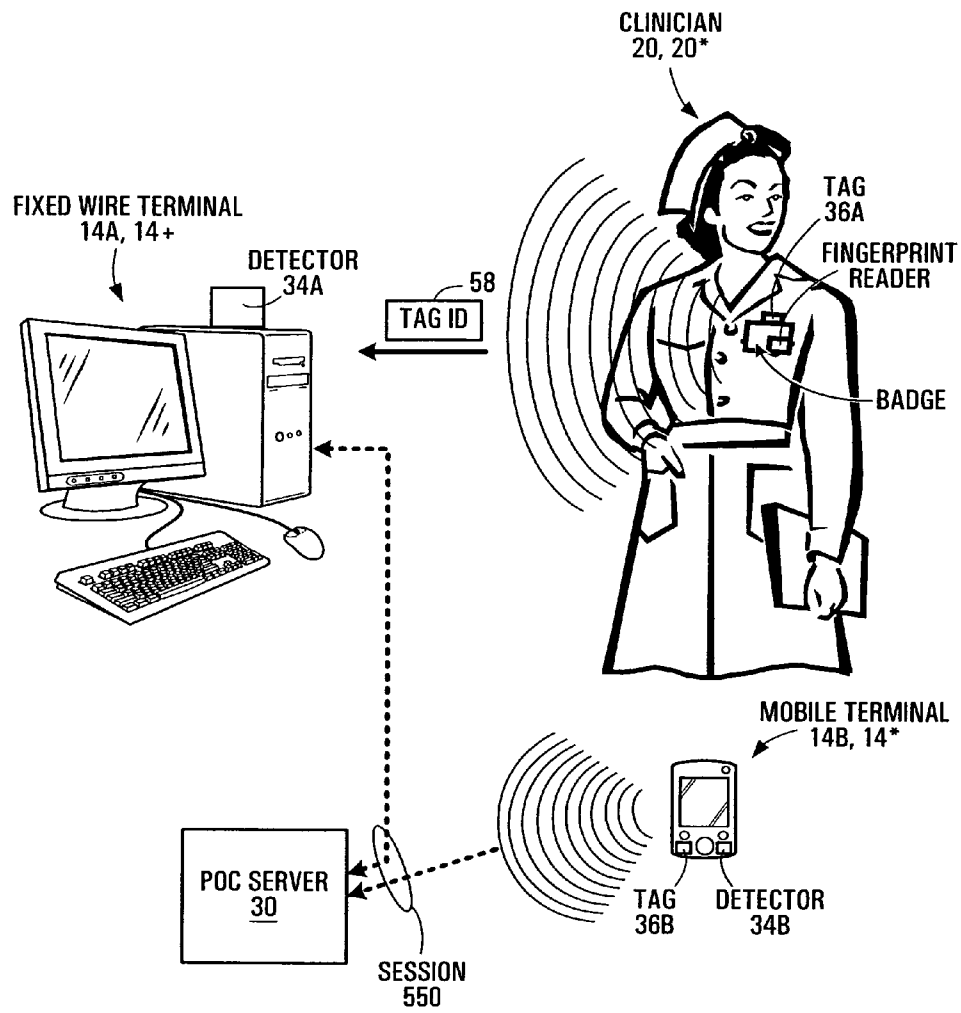 CLINICIAN
20, 20*
TAG
36A
FINGERPRINT
READER
BADGE
FIXED WIRE TERMINAL
14A, 14+
DETECTOR
34A
58
TAG ID
MOBILE TERMINAL
14B, 14*
TAG
36B
DETECTOR
34B
POC SERVER
30
SESSION
550